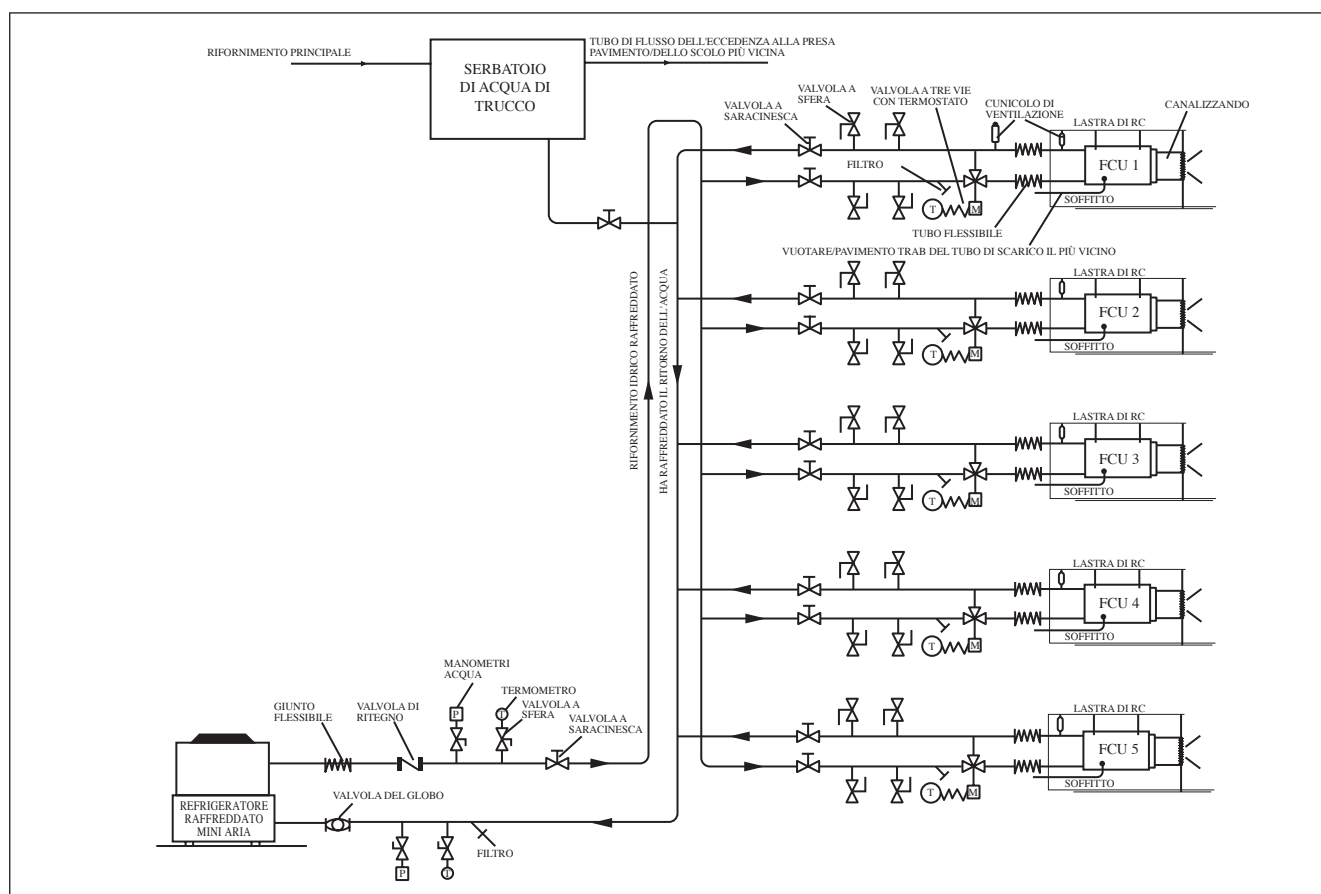 RIFORNIMENTO PRINCIPALE
SERBATOIO
DI ACQUA DI
TRUCCO
TUBO DI FLUSSO DELL'ECCEDENZA ALLA PRESA
PAVIMENTO/DELLO SCOLO PIÙ VICINA
VALVOLA A
SARACINESCA
VALVOLA A
SFERA
VALVOLA A TRE VIE
CON TERMOSTATO
CUNICOLO DI
VENTILAZIONE
CANALIZZANDO
LASTRA DI RC
FCU 1
FILTRO
T
M
SOFFITTO
TUBO FLESSIBILE
VUOTARE/PAVIMENTO TRAB DEL TUBO DI SCARICO IL PIÙ VICINO
LASTRA DI RC
FCU 2
T
M
SOFFITTO
RIFORNIMENTO IDRICO RAFFREDDATO
HA RAFFREDDATO IL RITORNO DELL'ACQUA
LASTRA DI RC
FCU 3
T
M
SOFFITTO
LASTRA DI RC
FCU 4
T
M
SOFFITTO
LASTRA DI RC
FCU 5
T
M
SOFFITTO
GIUNTO
FLESSIBILE
VALVOLA DI
RITEGNO
MANOMETRI
ACQUA
P
TERMOMETRO
T
VALVOLA A
SFERA
VALVOLA A
SARACINESCA
REFRIGERATORE
RAFFREDDATO
MINI ARIA
VALVOLA DEL GLOBO
P
T
FILTRO